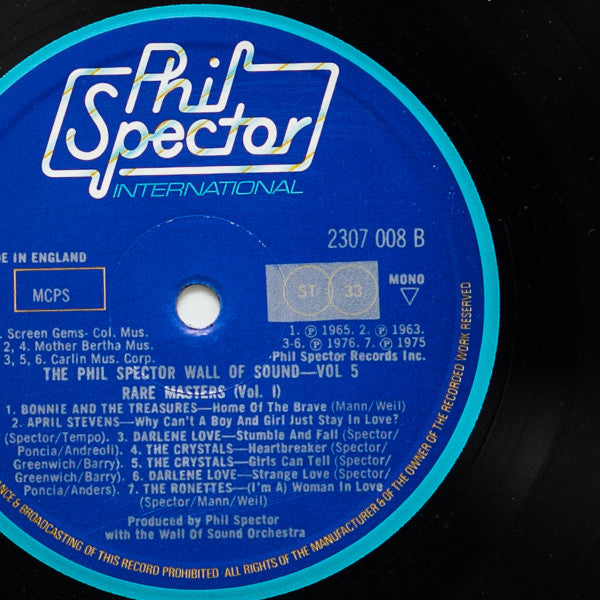 Phil
Spector
INTERNATIONAL
2307 008 B
DE IN ENGLAND
MCPS
ST 33
MONO
. Screen Gems- Col. Mus.
2, 4. Mother Bertha Mus.
3, 5, 6. Carlin Mus. Corp.
1. ℗ 1965. 2. ℗ 1963.
3-6. ℗ 1976. 7. ℗ 1975
Phil Spector Records Inc.
THE PHIL SPECTOR WALL OF SOUND—VOL 5
RARE MASTERS (Vol. I)
1. BONNIE AND THE TREASURES—Home Of The Brave (Mann/Weil)
2. APRIL STEVENS—Why Can't A Boy And Girl Just Stay In Love?
(Spector/Tempo). 3. DARLENE LOVE—Stumble And Fall (Spector/
Poncia/Andreoli). 4. THE CRYSTALS—Heartbreaker (Spector/
Greenwich/Barry). 5. THE CRYSTALS—Girls Can Tell (Spector/
Greenwich/Barry). 6. DARLENE LOVE—Strange Love (Spector/
Poncia/Anders). 7. THE RONETTES—(I'm A) Woman In Love
(Spector/Mann/Weil)
Produced by Phil Spector
with the Wall Of Sound Orchestra
ANCE & BROADCASTING OF THIS RECORD PROHIBITED ALL RIGHTS OF THE MANUFACTURER & OF THE OWNER OF THE RECORDED WORK RESERVED